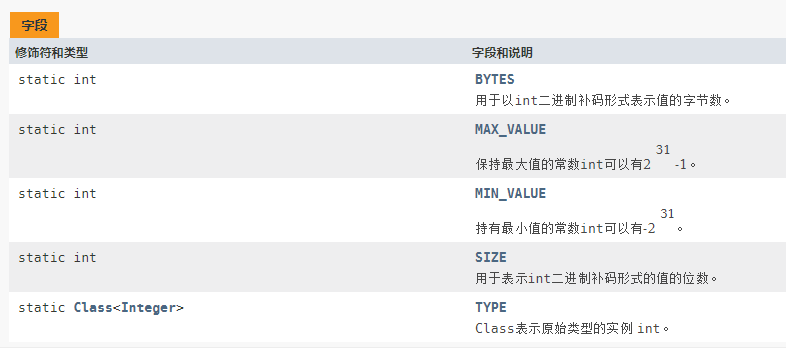 字段
修饰符和类型 字段和说明
static int BYTES
用于以int二进制补码形式表示值的字节数。
static int MAX_VALUE
保持最大值的常数int可以有2^31-1。
static int MIN_VALUE
持有最小值的常数int可以有-2^31。
static int SIZE
用于表示int二进制补码形式的值的位数。
static Class<Integer> TYPE
Class表示原始类型的实例 int。